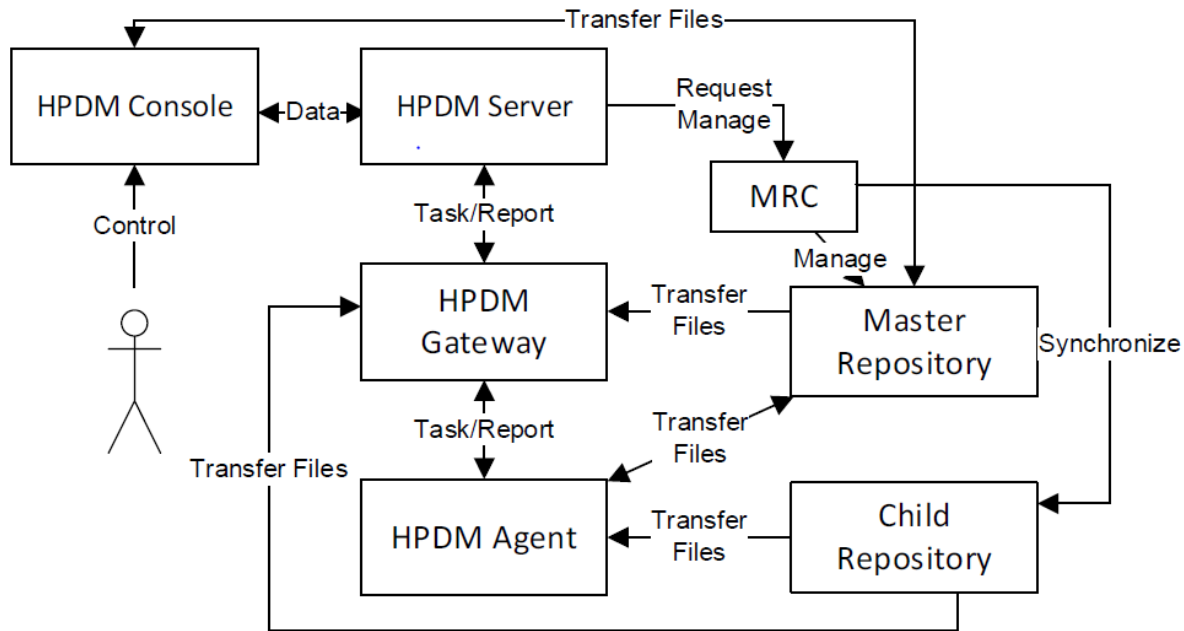 Transfer Files
HPDM Console
Data
HPDM Server
Request
Manage
MRC
Control
Task/Report
Manage
HPDM
Gateway
Transfer
Files
Master
Repository
Synchronize
Task/Report
Transfer
Files
Transfer Files
HPDM Agent
Transfer
Files
Child
Repository